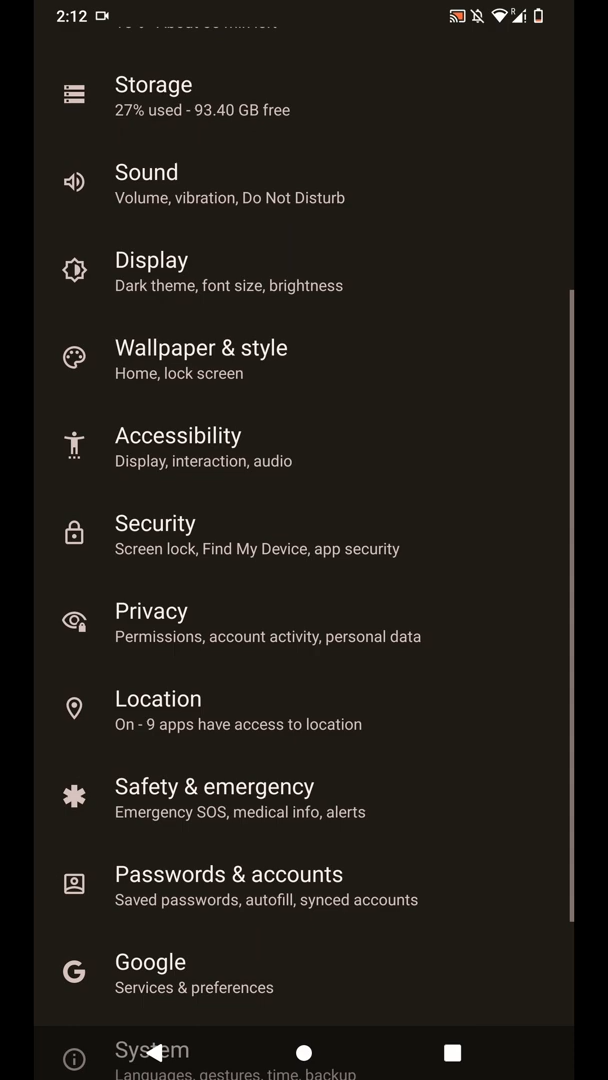 2:12
R
Storage
27% used - 93.40 GB free
Sound
Volume, vibration, Do Not Disturb
Display
Dark theme, font size, brightness
Wallpaper & style
Home, lock screen
Accessibility
Display, interaction, audio
Security
Screen lock, Find My Device, app security
Privacy
Permissions, account activity, personal data
Location
On - 9 apps have access to location
Safety & emergency
Emergency SOS, medical info, alerts
Passwords & accounts
Saved passwords, autofill, synced accounts
Google
Services & preferences
System
Languages, gestures, time, backup